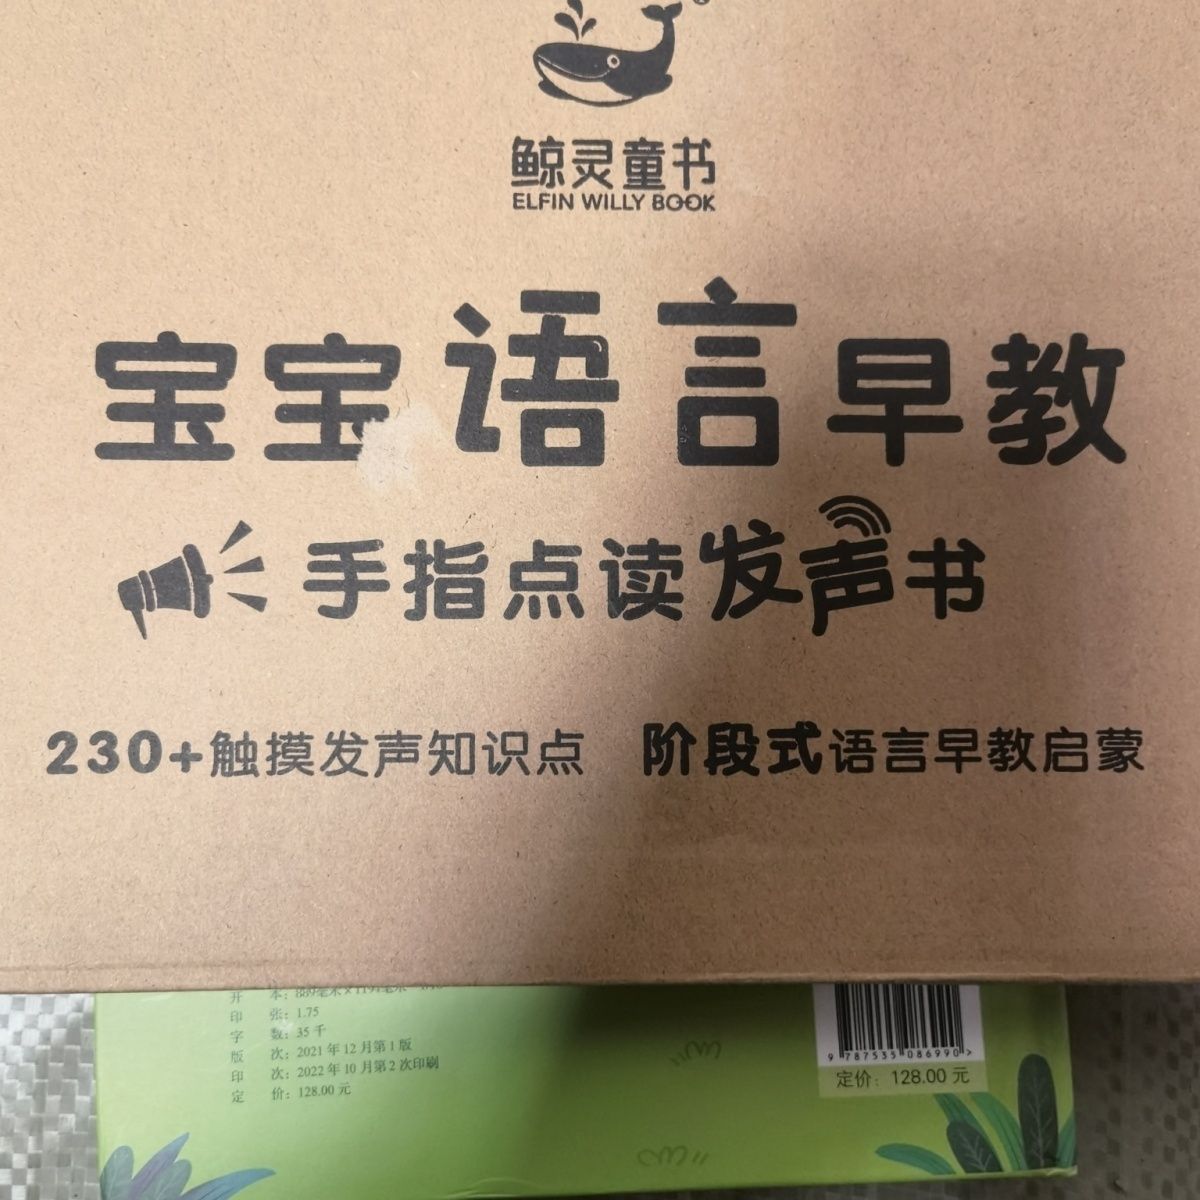 鲸灵童书
ELFIN WILLY BOOK
宝宝语言早教
手指点读发声书
230+触摸发声知识点 阶段式语言早教启蒙
印 张：1.75
字 数：35千
版 次：2021年12月第1版
印 次：2022年10月第2次印刷
定 价：128.00元
9 787535 086990>
定价：128.00元